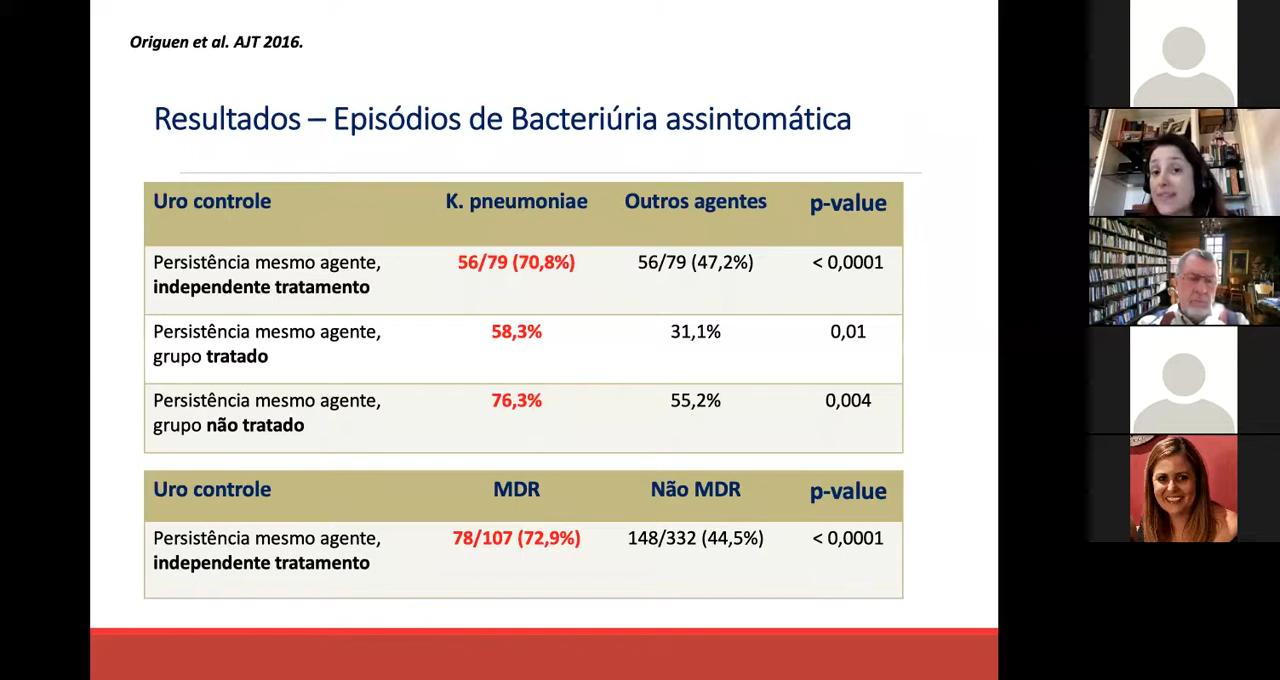 Origuen et al. AJT 2016.
Resultados – Episódios de Bacteriúria assintomática
Uro controle K. pneumoniae Outros agentes p-value
Persistência mesmo agente, 56/79 (70,8%) 56/79 (47,2%) < 0,0001
independente tratamento
Persistência mesmo agente, 58,3% 31,1% 0,01
grupo tratado
Persistência mesmo agente, 76,3% 55,2% 0,004
grupo não tratado
Uro controle MDR Não MDR p-value
Persistência mesmo agente, 78/107 (72,9%) 148/332 (44,5%) < 0,0001
independente tratamento